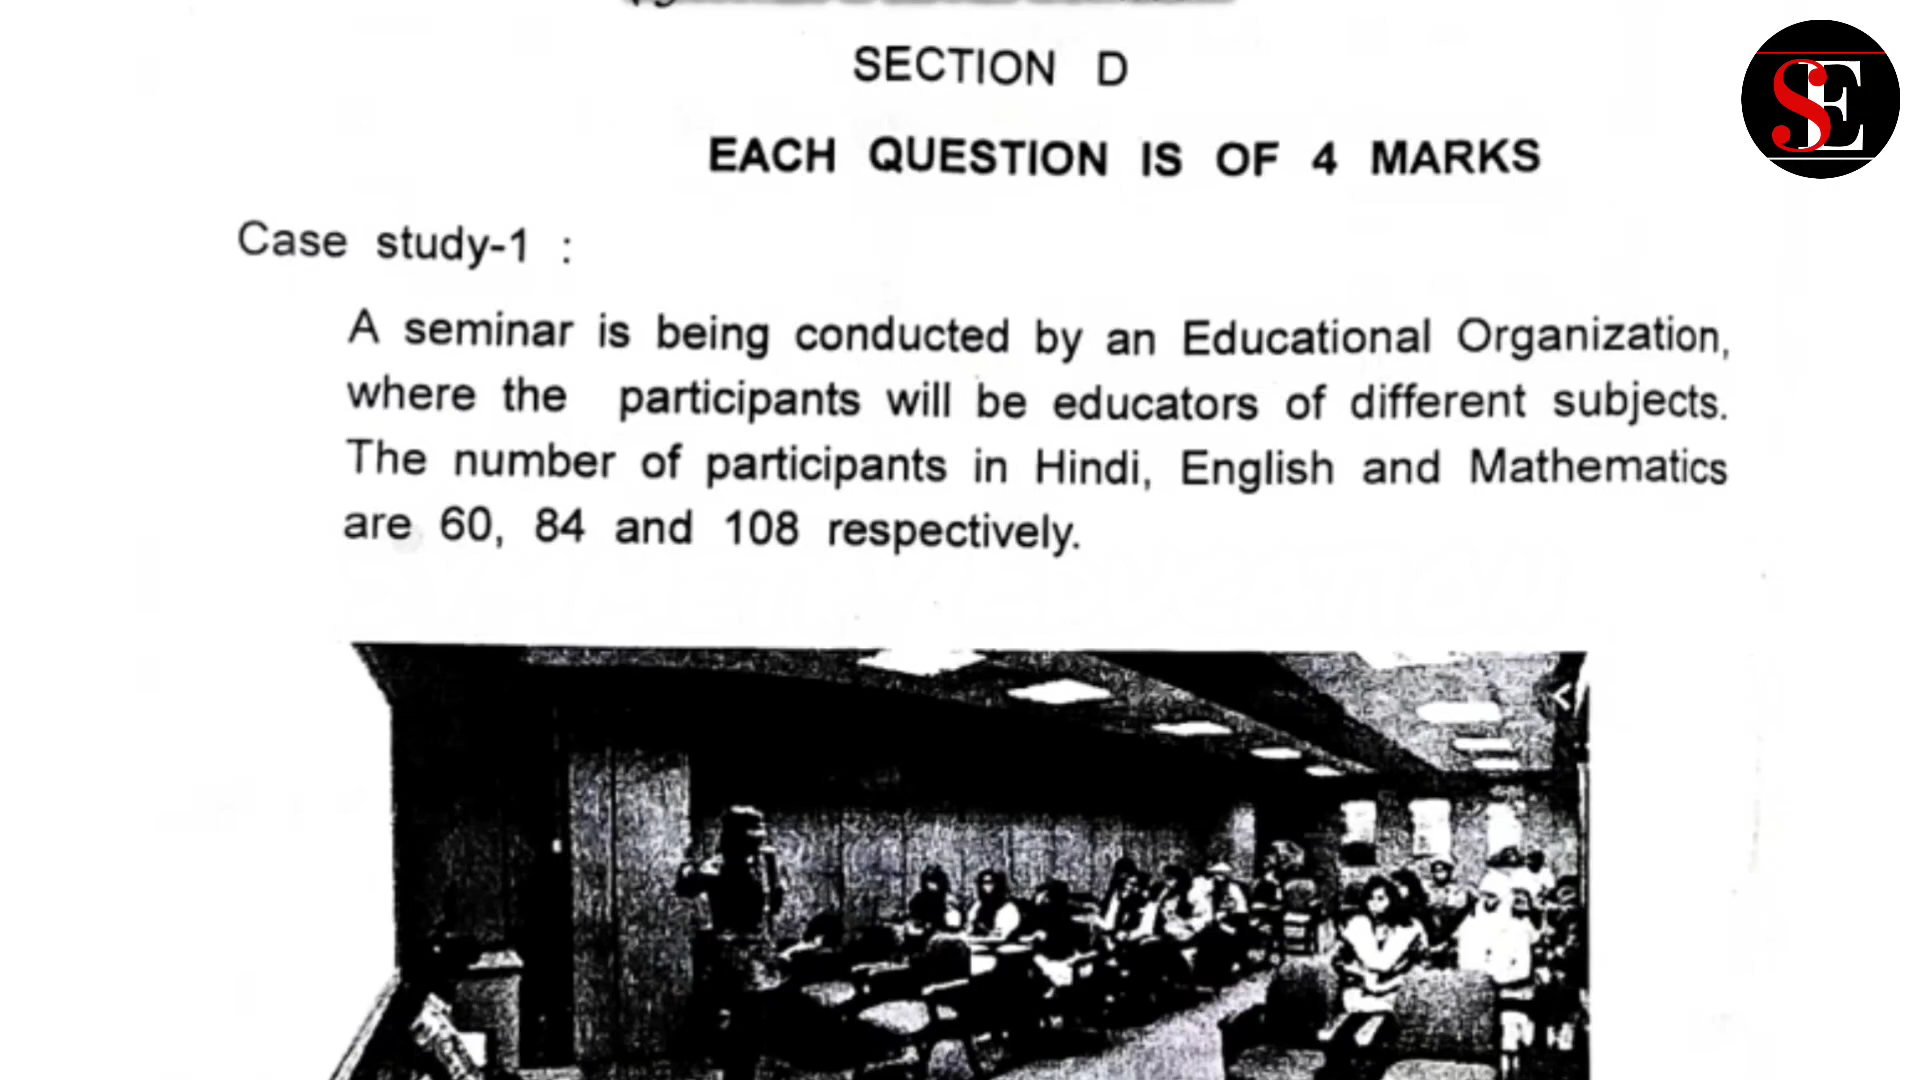 SECTION D
EACH QUESTION IS OF 4 MARKS
Case study-1 :
A seminar is being conducted by an Educational Organization,
where the participants will be educators of different subjects.
The number of participants in Hindi, English and Mathematics
are 60, 84 and 108 respectively.
SE